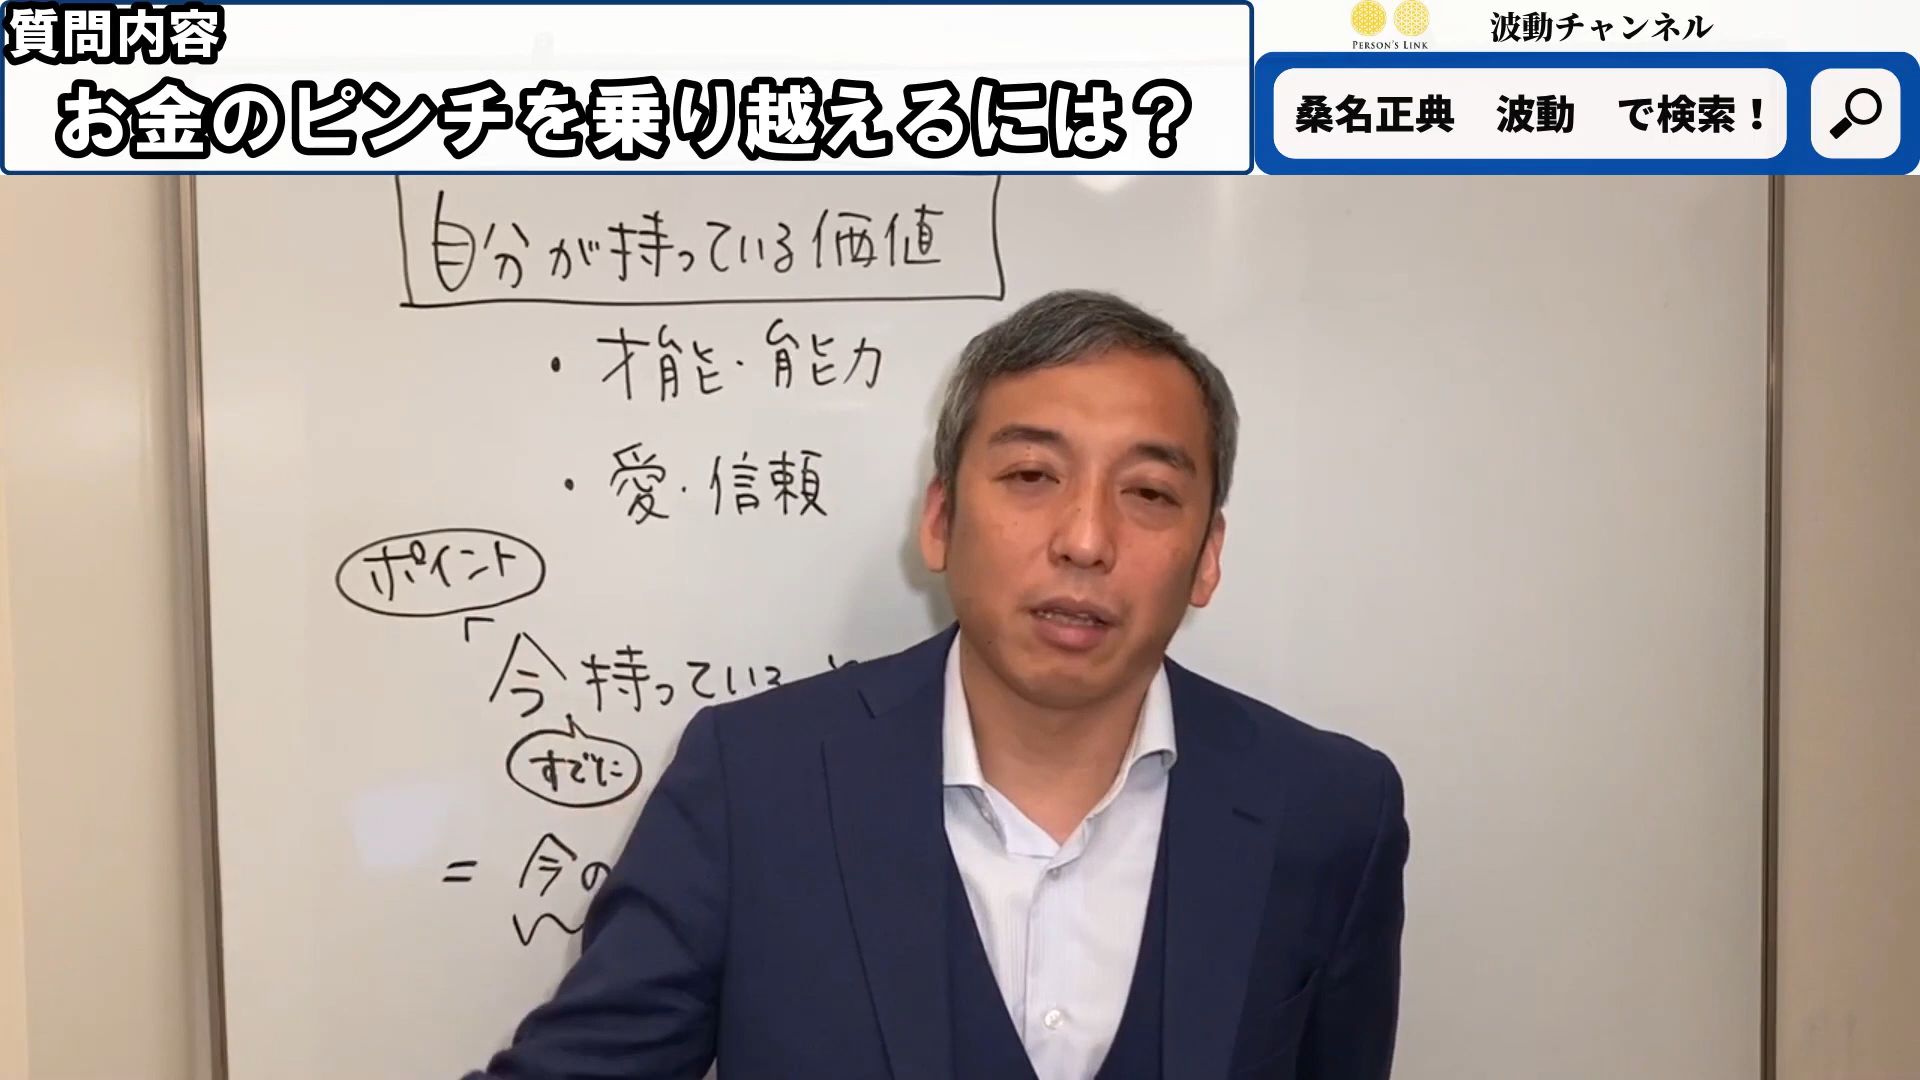 質問内容
お金のピンチを乗り越えるには？
PERSON'S LINK
波動チャンネル
桑名正典　波動　で検索！
自分が持っている価値
・才能・能力
・愛・信頼
ポイント
「今持っている
すでに
= 今の